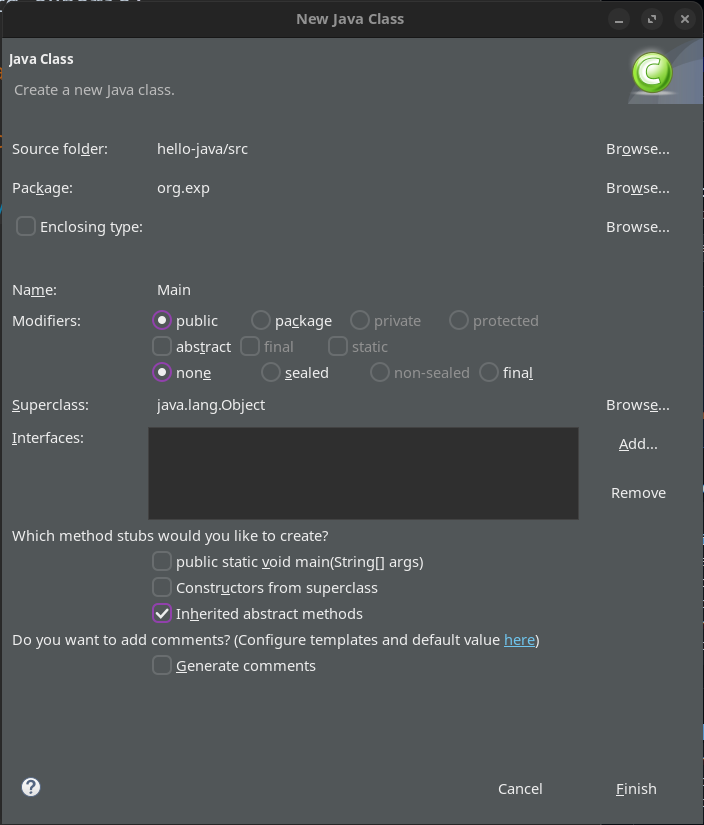 New Java Class
Java Class
Create a new Java class.
Source folder: hello-java/src Browse...
Package: org.exp Browse...
Enclosing type: Browse...
Name: Main
Modifiers: public package private protected
abstract final static
none sealed non-sealed final
Superclass: java.lang.Object Browse...
Interfaces: Add...
Remove
Which method stubs would you like to create?
public static void main(String[] args)
Constructors from superclass
Inherited abstract methods
Do you want to add comments? (Configure templates and default value here)
Generate comments
Cancel Finish